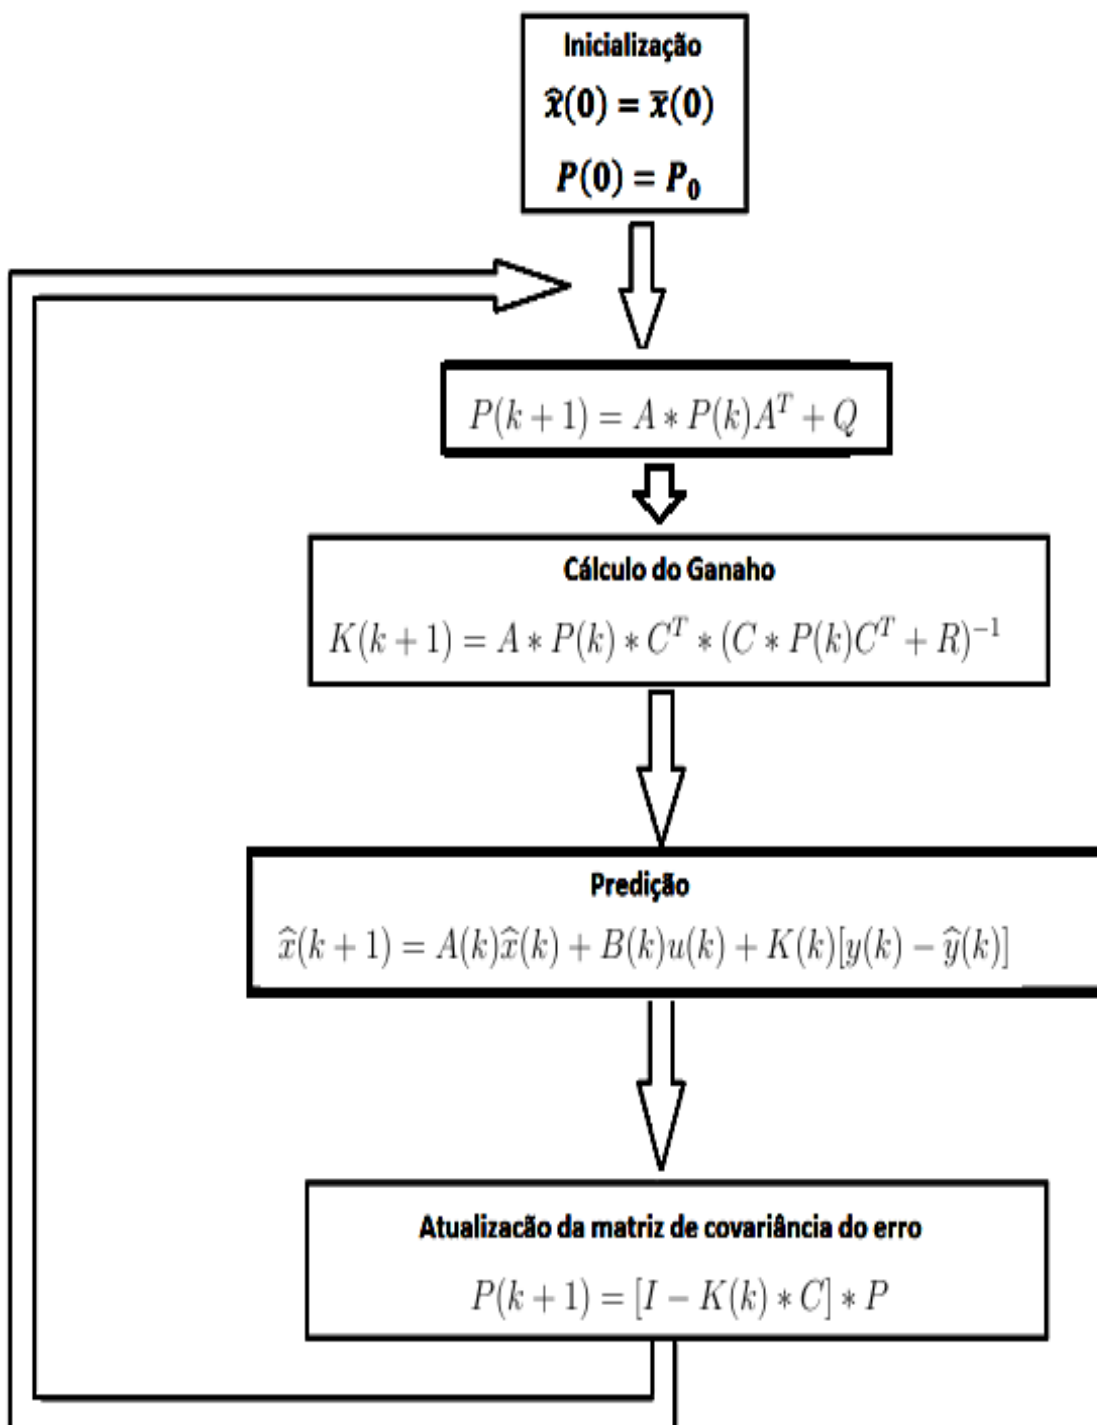 Inicialização
x̂(0) = x̄(0)
P(0) = P₀
P(k + 1) = A ∗ P(k)Aᵀ + Q
Cálculo do Ganaho
K(k + 1) = A ∗ P(k) ∗ Cᵀ ∗ (C ∗ P(k)Cᵀ + R)⁻¹
Predição
x̂(k + 1) = A(k)x̂(k) + B(k)u(k) + K(k)[y(k) − ŷ(k)]
Atualizacão da matriz de covariância do erro
P(k + 1) = [I − K(k) ∗ C] ∗ P